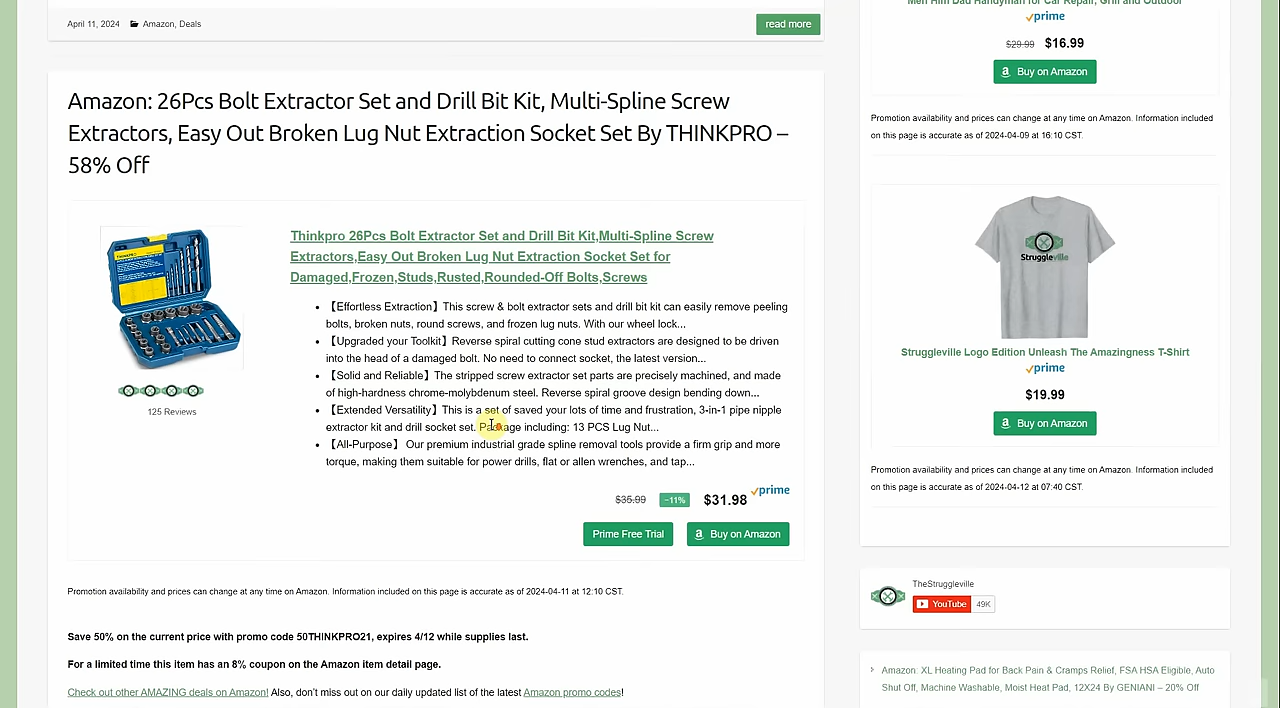 April 11, 2024 Amazon, Deals
read more
Amazon: 26Pcs Bolt Extractor Set and Drill Bit Kit, Multi-Spline Screw
Extractors, Easy Out Broken Lug Nut Extraction Socket Set By THINKPRO –
58% Off
Thinkpro 26Pcs Bolt Extractor Set and Drill Bit Kit,Multi-Spline Screw
Extractors,Easy Out Broken Lug Nut Extraction Socket Set for
Damaged,Frozen,Studs,Rusted,Rounded-Off Bolts,Screws
• 【Effortless Extraction】This screw & bolt extractor sets and drill bit kit can easily remove peeling
bolts, broken nuts, round screws, and frozen lug nuts. With our wheel lock...
• 【Upgraded your Toolkit】Reverse spiral cutting cone stud extractors are designed to be driven
into the head of a damaged bolt. No need to connect socket, the latest version...
• 【Solid and Reliable】The stripped screw extractor set parts are precisely machined, and made
of high-hardness chrome-molybdenum steel. Reverse spiral groove design bending down...
• 【Extended Versatility】This is a set of saved your lots of time and frustration, 3-in-1 pipe nipple
extractor kit and drill socket set. Package including: 13 PCS Lug Nut...
• 【All-Purpose】 Our premium industrial grade spline removal tools provide a firm grip and more
torque, making them suitable for power drills, flat or allen wrenches, and tap...
THINKPRO
125 Reviews
$35.99 −11% $31.98 prime
Prime Free Trial
Buy on Amazon
Promotion availability and prices can change at any time on Amazon. Information included on this page is accurate as of 2024-04-11 at 12:10 CST.
Save 50% on the current price with promo code 50THINKPRO21, expires 4/12 while supplies last.
For a limited time this item has an 8% coupon on the Amazon item detail page.
Check out other AMAZING deals on Amazon! Also, don't miss out on our daily updated list of the latest Amazon promo codes!
Men Him Dad Handyman for Car Repair, Grill and Outdoor
prime
$29.99 $16.99
Buy on Amazon
Promotion availability and prices can change at any time on Amazon. Information included
on this page is accurate as of 2024-04-09 at 16:10 CST.
Struggleville
Struggleville Logo Edition Unleash The Amazingness T-Shirt
prime
$19.99
Buy on Amazon
Promotion availability and prices can change at any time on Amazon. Information included
on this page is accurate as of 2024-04-12 at 07:40 CST.
TheStruggleville
YouTube 49K
Amazon: XL Heating Pad for Back Pain & Cramps Relief, FSA HSA Eligible, Auto
Shut Off, Machine Washable, Moist Heat Pad, 12X24 By GENIANI – 20% Off